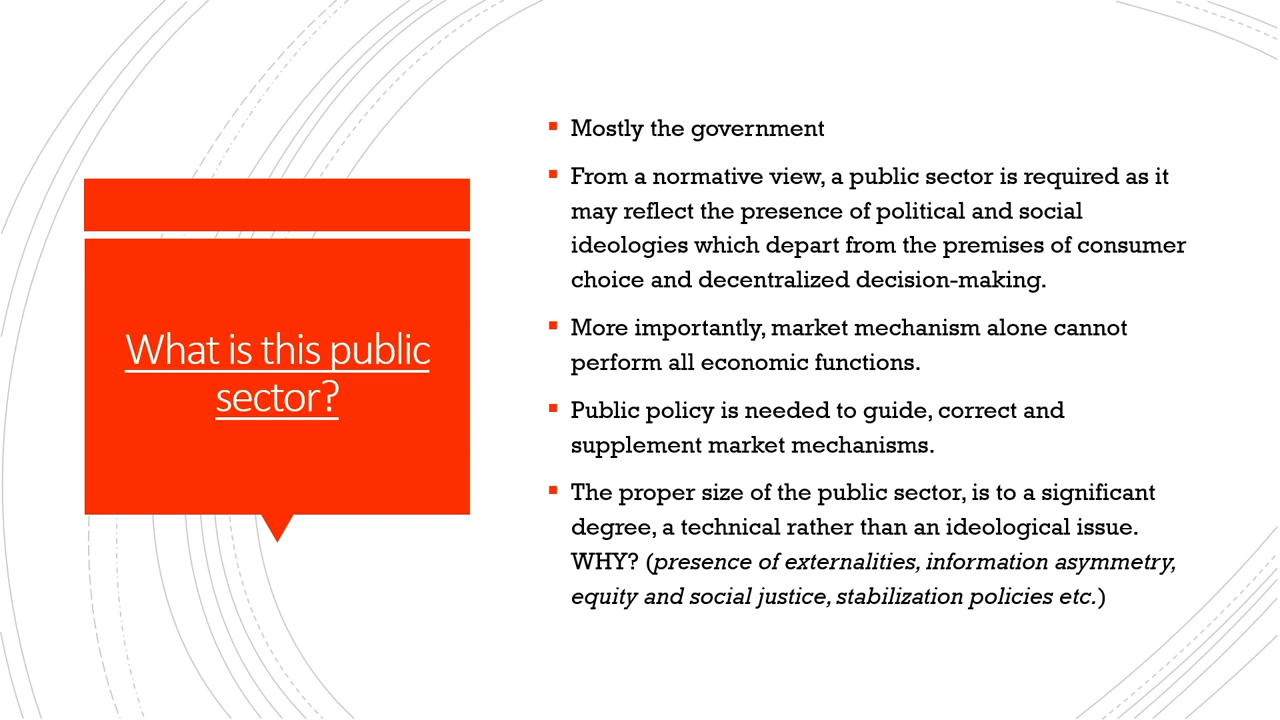 What is this public
sector?
Mostly the government
From a normative view, a public sector is required as it
may reflect the presence of political and social
ideologies which depart from the premises of consumer
choice and decentralized decision-making.
More importantly, market mechanism alone cannot
perform all economic functions.
Public policy is needed to guide, correct and
supplement market mechanisms.
The proper size of the public sector, is to a significant
degree, a technical rather than an ideological issue.
WHY? (presence of externalities, information asymmetry,
equity and social justice, stabilization policies etc.)